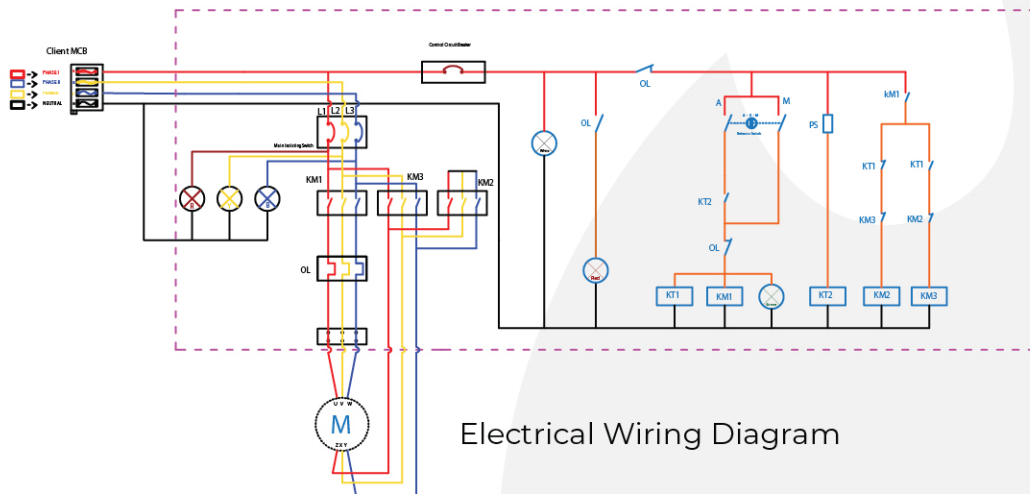 Client MCB
PHASE I
PHASE II
NEUTRAL
Control Circuit Breaker
L1 L2 L3
Main Isolating Switch
R
Y
B
KM1
KM3
KM2
OL
U V W
M
Z X Y
White
OL
Red
OL
A
M
KT2
OL
KT1
KM1
Green
PS
KT2
kM1
KT1
KT1
KM3
KM2
KM2
KM3
Electrical Wiring Diagram